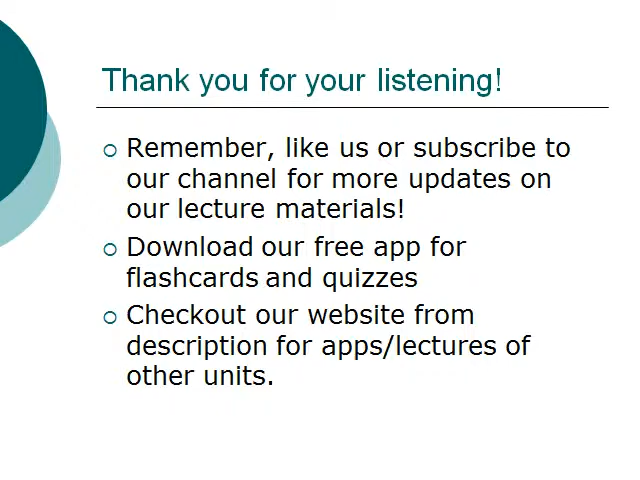 Thank you for your listening!
Remember, like us or subscribe to
our channel for more updates on
our lecture materials!
Download our free app for
flashcards and quizzes
Checkout our website from
description for apps/lectures of
other units.